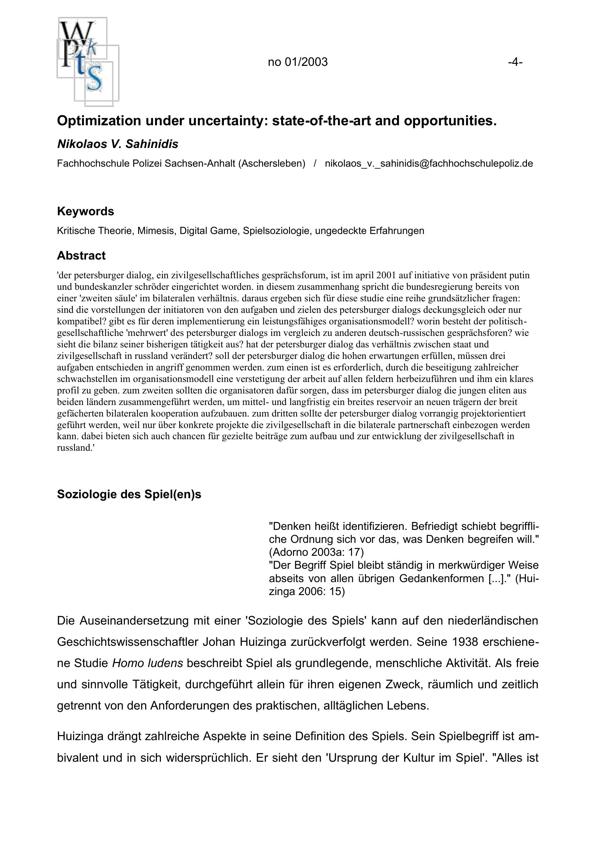 W
P k
t s
S
no 01/2003 -4-
Optimization under uncertainty: state-of-the-art and opportunities.
Nikolaos V. Sahinidis
Fachhochschule Polizei Sachsen-Anhalt (Aschersleben) / nikolaos_v._sahinidis@fachhochschulepoliz.de
Keywords
Kritische Theorie, Mimesis, Digital Game, Spielsoziologie, ungedeckte Erfahrungen
Abstract
'der petersburger dialog, ein zivilgesellschaftliches gesprächsforum, ist im april 2001 auf initiative von präsident putin
und bundeskanzler schröder eingerichtet worden. in diesem zusammenhang spricht die bundesregierung bereits von
einer 'zweiten säule' im bilateralen verhältnis. daraus ergeben sich für diese studie eine reihe grundsätzlicher fragen:
sind die vorstellungen der initiatoren von den aufgaben und zielen des petersburger dialogs deckungsgleich oder nur
kompatibel? gibt es für deren implementierung ein leistungsfähiges organisationsmodell? worin besteht der politisch-
gesellschaftliche 'mehrwert' des petersburger dialogs im vergleich zu anderen deutsch-russischen gesprächsforen? wie
sieht die bilanz seiner bisherigen tätigkeit aus? hat der petersburger dialog das verhältnis zwischen staat und
zivilgesellschaft in russland verändert? soll der petersburger dialog die hohen erwartungen erfüllen, müssen drei
aufgaben entschieden in angriff genommen werden. zum einen ist es erforderlich, durch die beseitigung zahlreicher
schwachstellen im organisationsmodell eine verstetigung der arbeit auf allen feldern herbeizuführen und ihm ein klares
profil zu geben. zum zweiten sollten die organisatoren dafür sorgen, dass im petersburger dialog die jungen eliten aus
beiden ländern zusammengeführt werden, um mittel- und langfristig ein breites reservoir an neuen trägern der breit
gefächerten bilateralen kooperation aufzubauen. zum dritten sollte der petersburger dialog vorrangig projektorientiert
geführt werden, weil nur über konkrete projekte die zivilgesellschaft in die bilaterale partnerschaft einbezogen werden
kann. dabei bieten sich auch chancen für gezielte beiträge zum aufbau und zur entwicklung der zivilgesellschaft in
russland.'
Soziologie des Spiel(en)s
"Denken heißt identifizieren. Befriedigt schiebt begriffli-
che Ordnung sich vor das, was Denken begreifen will."
(Adorno 2003a: 17)
"Der Begriff Spiel bleibt ständig in merkwürdiger Weise
abseits von allen übrigen Gedankenformen [...]." (Hui-
zinga 2006: 15)
Die Auseinandersetzung mit einer 'Soziologie des Spiels' kann auf den niederländischen
Geschichtswissenschaftler Johan Huizinga zurückverfolgt werden. Seine 1938 erschiene-
ne Studie Homo ludens beschreibt Spiel als grundlegende, menschliche Aktivität. Als freie
und sinnvolle Tätigkeit, durchgeführt allein für ihren eigenen Zweck, räumlich und zeitlich
getrennt von den Anforderungen des praktischen, alltäglichen Lebens.
Huizinga drängt zahlreiche Aspekte in seine Definition des Spiels. Sein Spielbegriff ist am-
bivalent und in sich widersprüchlich. Er sieht den 'Ursprung der Kultur im Spiel'. "Alles ist